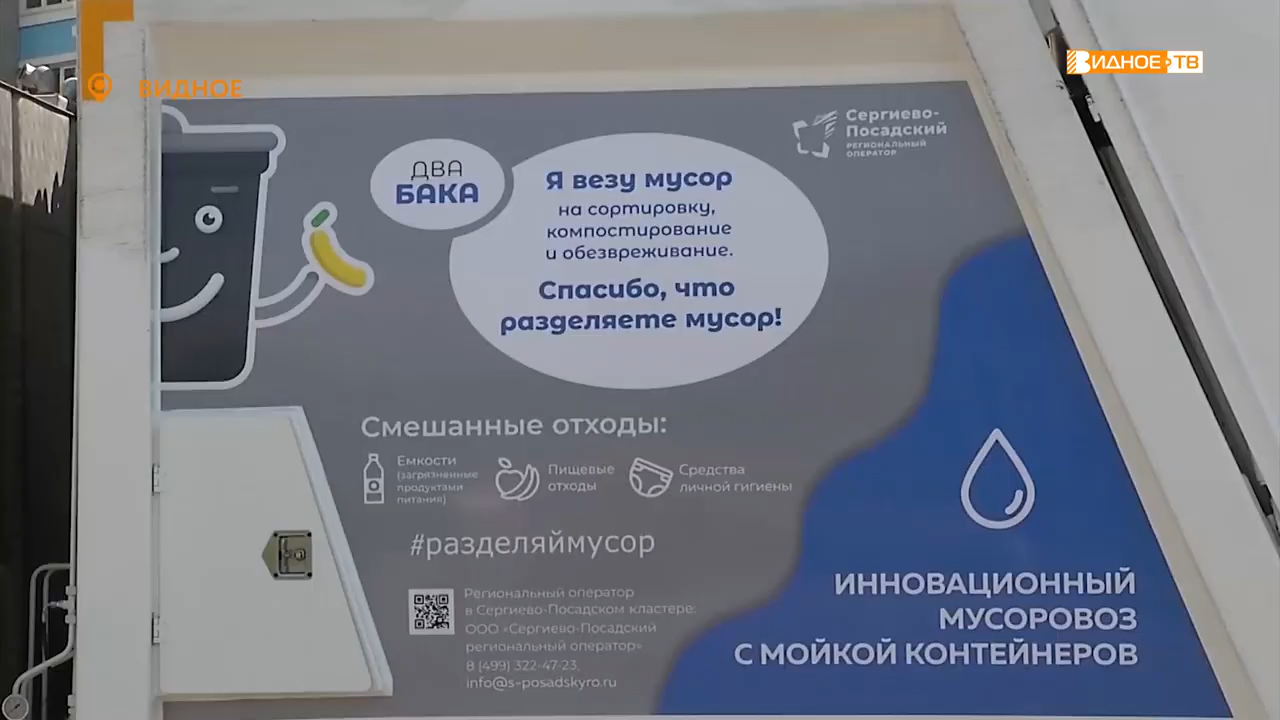 ВИДНОЕ
ВИДНОЕ ТВ
Сергиево-
Посадский
РЕГИОНАЛЬНЫЙ
ОПЕРАТОР
ДВА
БАКА
Я везу мусор
на сортировку,
компостирование
и обезвреживание.
Спасибо, что
разделяете мусор!
Смешанные отходы:
Емкости
(загрязненные
продуктами
питания)
Пищевые
отходы
Средства
личной гигиены
#разделяймусор
Региональный оператор
в Сергиево-Посадском кластере:
ООО «Сергиево-Посадский
региональный оператор»
8 (499) 322-47-23,
info@s-posadskyro.ru
ИННОВАЦИОННЫЙ
МУСОРОВОЗ
С МОЙКОЙ КОНТЕЙНЕРОВ